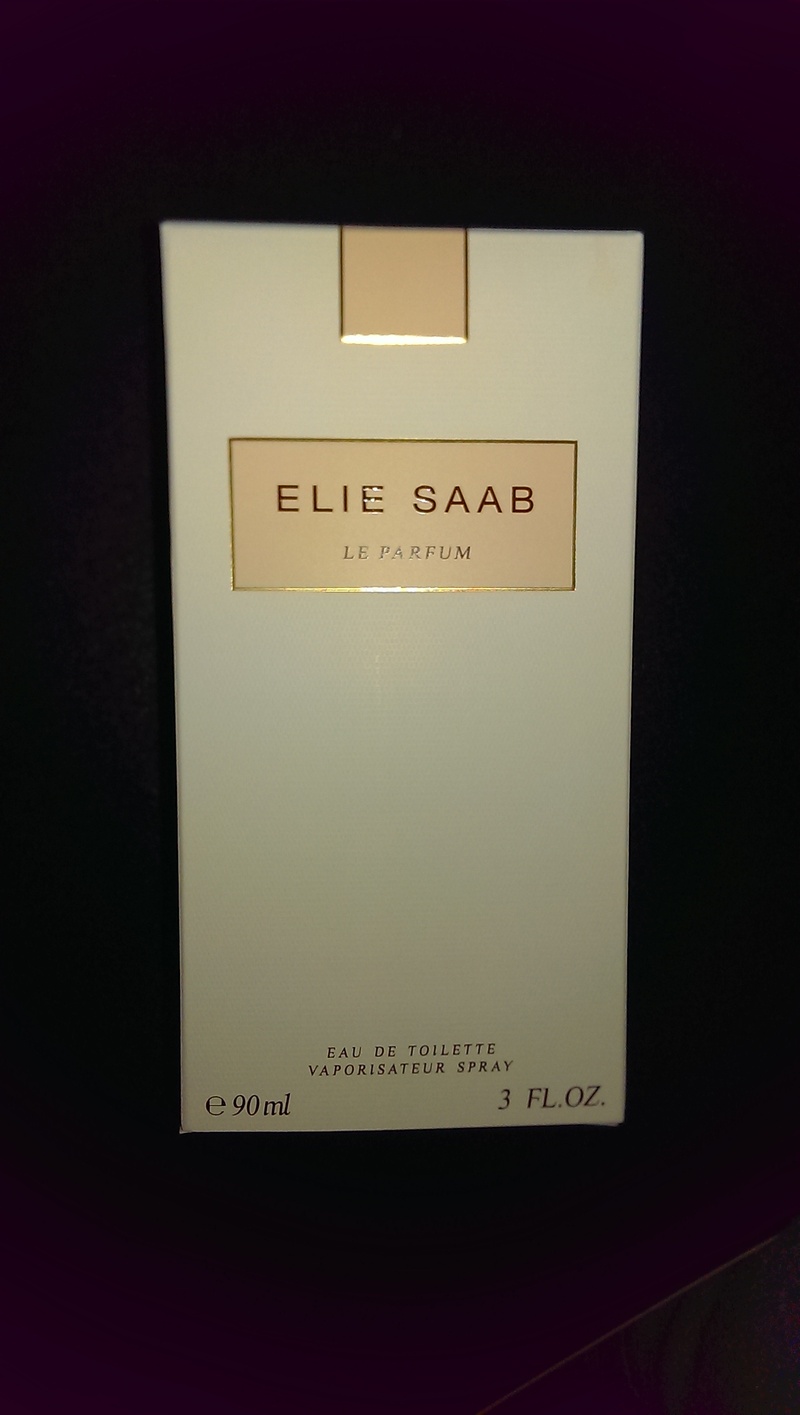 ELIE SAAB
LE PARFUM
EAU DE TOILETTE
VAPORISATEUR SPRAY
℮ 90 ml
3 FL.OZ.